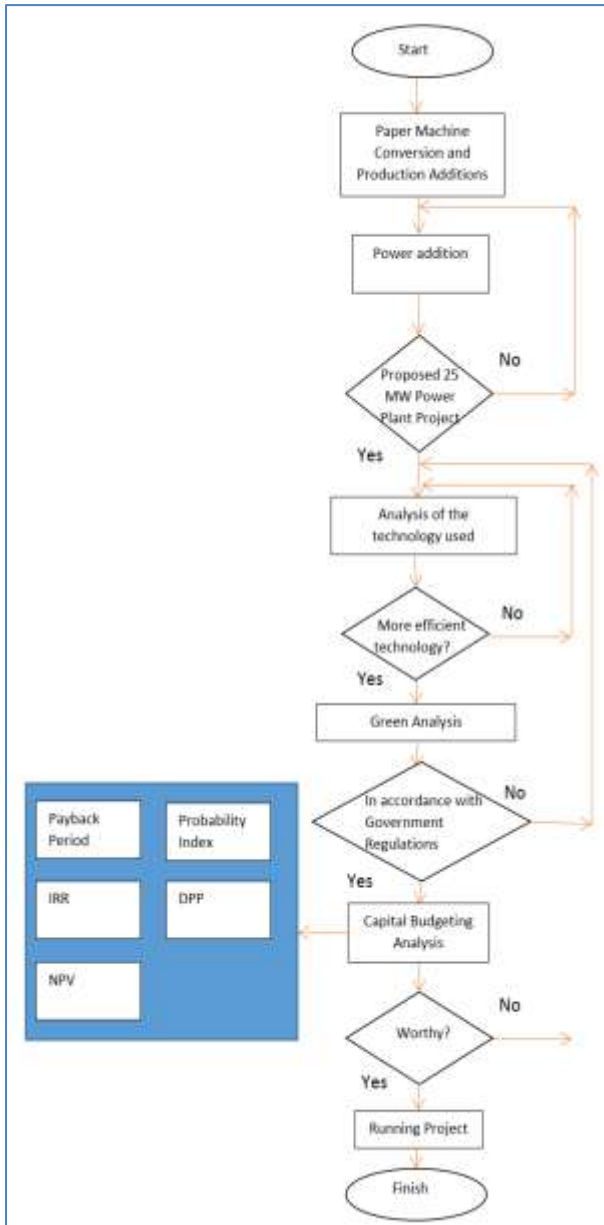 Start
Paper Machine
Conversion and
Production Additions
Power addition
Proposed 25
MW Power
Plant Project
No
Yes
Analysis of the
technology used
More efficient
technology?
No
Yes
Green Analysis
In accordance with
Government
Regulations
No
Yes
Capital Budgeting
Analysis
Payback
Period
Probability
Index
IRR
DPP
NPV
Worthy?
No
Yes
Running Project
Finish